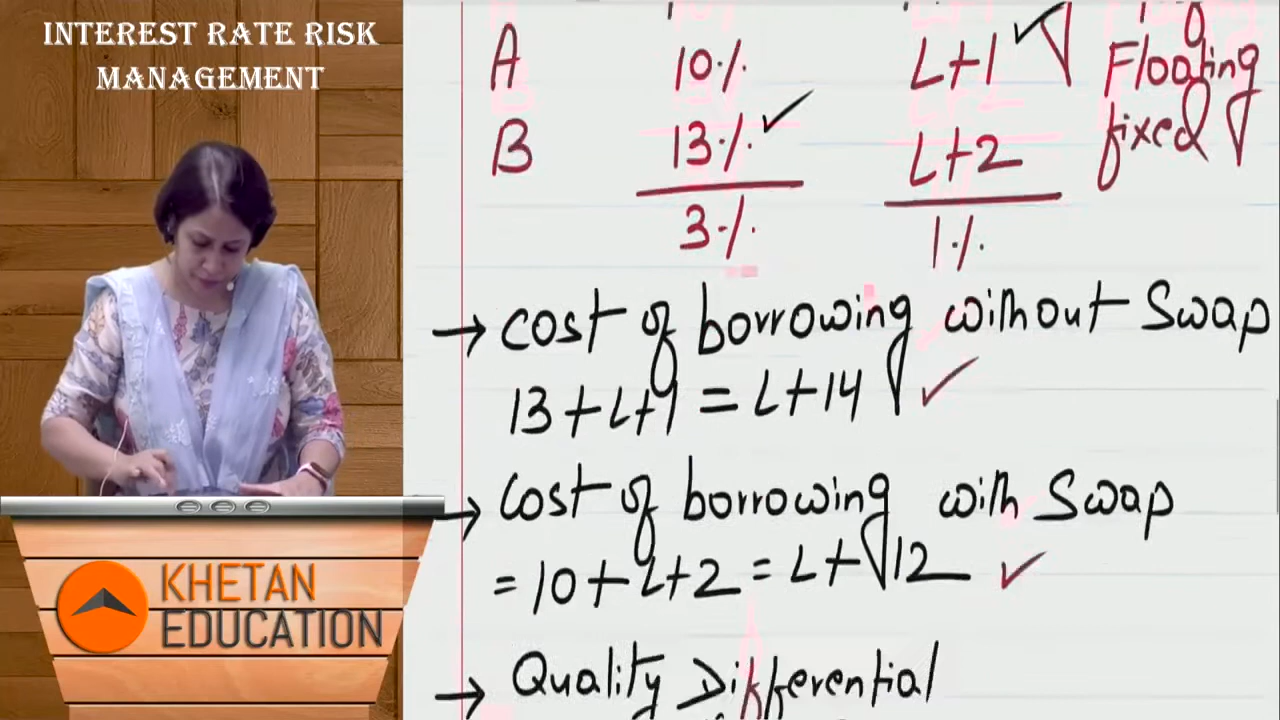 INTEREST RATE RISK
MANAGEMENT
A 10% L+1 ✓ Floating
B 13% ✓ L+2 fixed
3% 1%
→ Cost of borrowing without Swap
13+L+1 = L+14 ✓
→ Cost of borrowing with Swap
= 10+L+2 = L+12 ✓
→ Quality Differential
KHETAN
EDUCATION